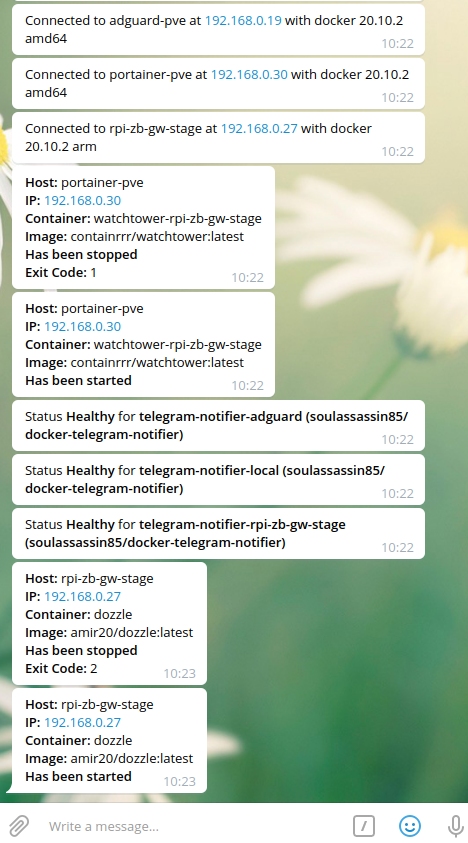 Connected to adguard-pve at 192.168.0.19 with docker 20.10.2
amd64
10:22
Connected to portainer-pve at 192.168.0.30 with docker 20.10.2
amd64
10:22
Connected to rpi-zb-gw-stage at 192.168.0.27 with docker
20.10.2 arm
10:22
Host: portainer-pve
IP: 192.168.0.30
Container: watchtower-rpi-zb-gw-stage
Image: containrrr/watchtower:latest
Has been stopped
Exit Code: 1
10:22
Host: portainer-pve
IP: 192.168.0.30
Container: watchtower-rpi-zb-gw-stage
Image: containrrr/watchtower:latest
Has been started
10:22
Status Healthy for telegram-notifier-adguard (soulassassin85/
docker-telegram-notifier)
10:22
Status Healthy for telegram-notifier-local (soulassassin85/
docker-telegram-notifier)
10:22
Status Healthy for telegram-notifier-rpi-zb-gw-stage
(soulassassin85/docker-telegram-notifier)
10:22
Host: rpi-zb-gw-stage
IP: 192.168.0.27
Container: dozzle
Image: amir20/dozzle:latest
Has been stopped
Exit Code: 2
10:23
Host: rpi-zb-gw-stage
IP: 192.168.0.27
Container: dozzle
Image: amir20/dozzle:latest
Has been started
10:23
Write a message...